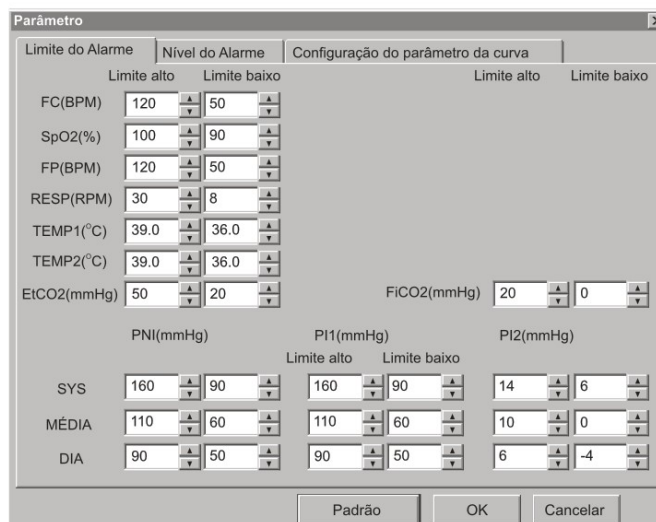 Parâmetro
Limite do Alarme Nível do Alarme Configuração do parâmetro da curva
Limite alto Limite baixo Limite alto Limite baixo
FC(BPM) 120 50
SpO2(%) 100 90
FP(BPM) 120 50
RESP(RPM) 30 8
TEMP1(°C) 39.0 36.0
TEMP2(°C) 39.0 36.0
EtCO2(mmHg) 50 20 FiCO2(mmHg) 20 0
PNI(mmHg) PI1(mmHg) PI2(mmHg)
Limite alto Limite baixo
SYS 160 90 160 90 14 6
MÉDIA 110 60 110 60 10 0
DIA 90 50 90 50 6 -4
Padrão OK Cancelar